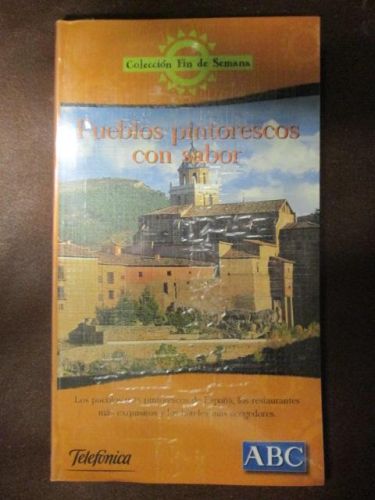 Colección Fin de Semana
Pueblos pintorescos
con sabor
Los pueblos más pintorescos de España, los restaurantes
más exquisitos y los hoteles más acogedores.
Telefónica
ABC